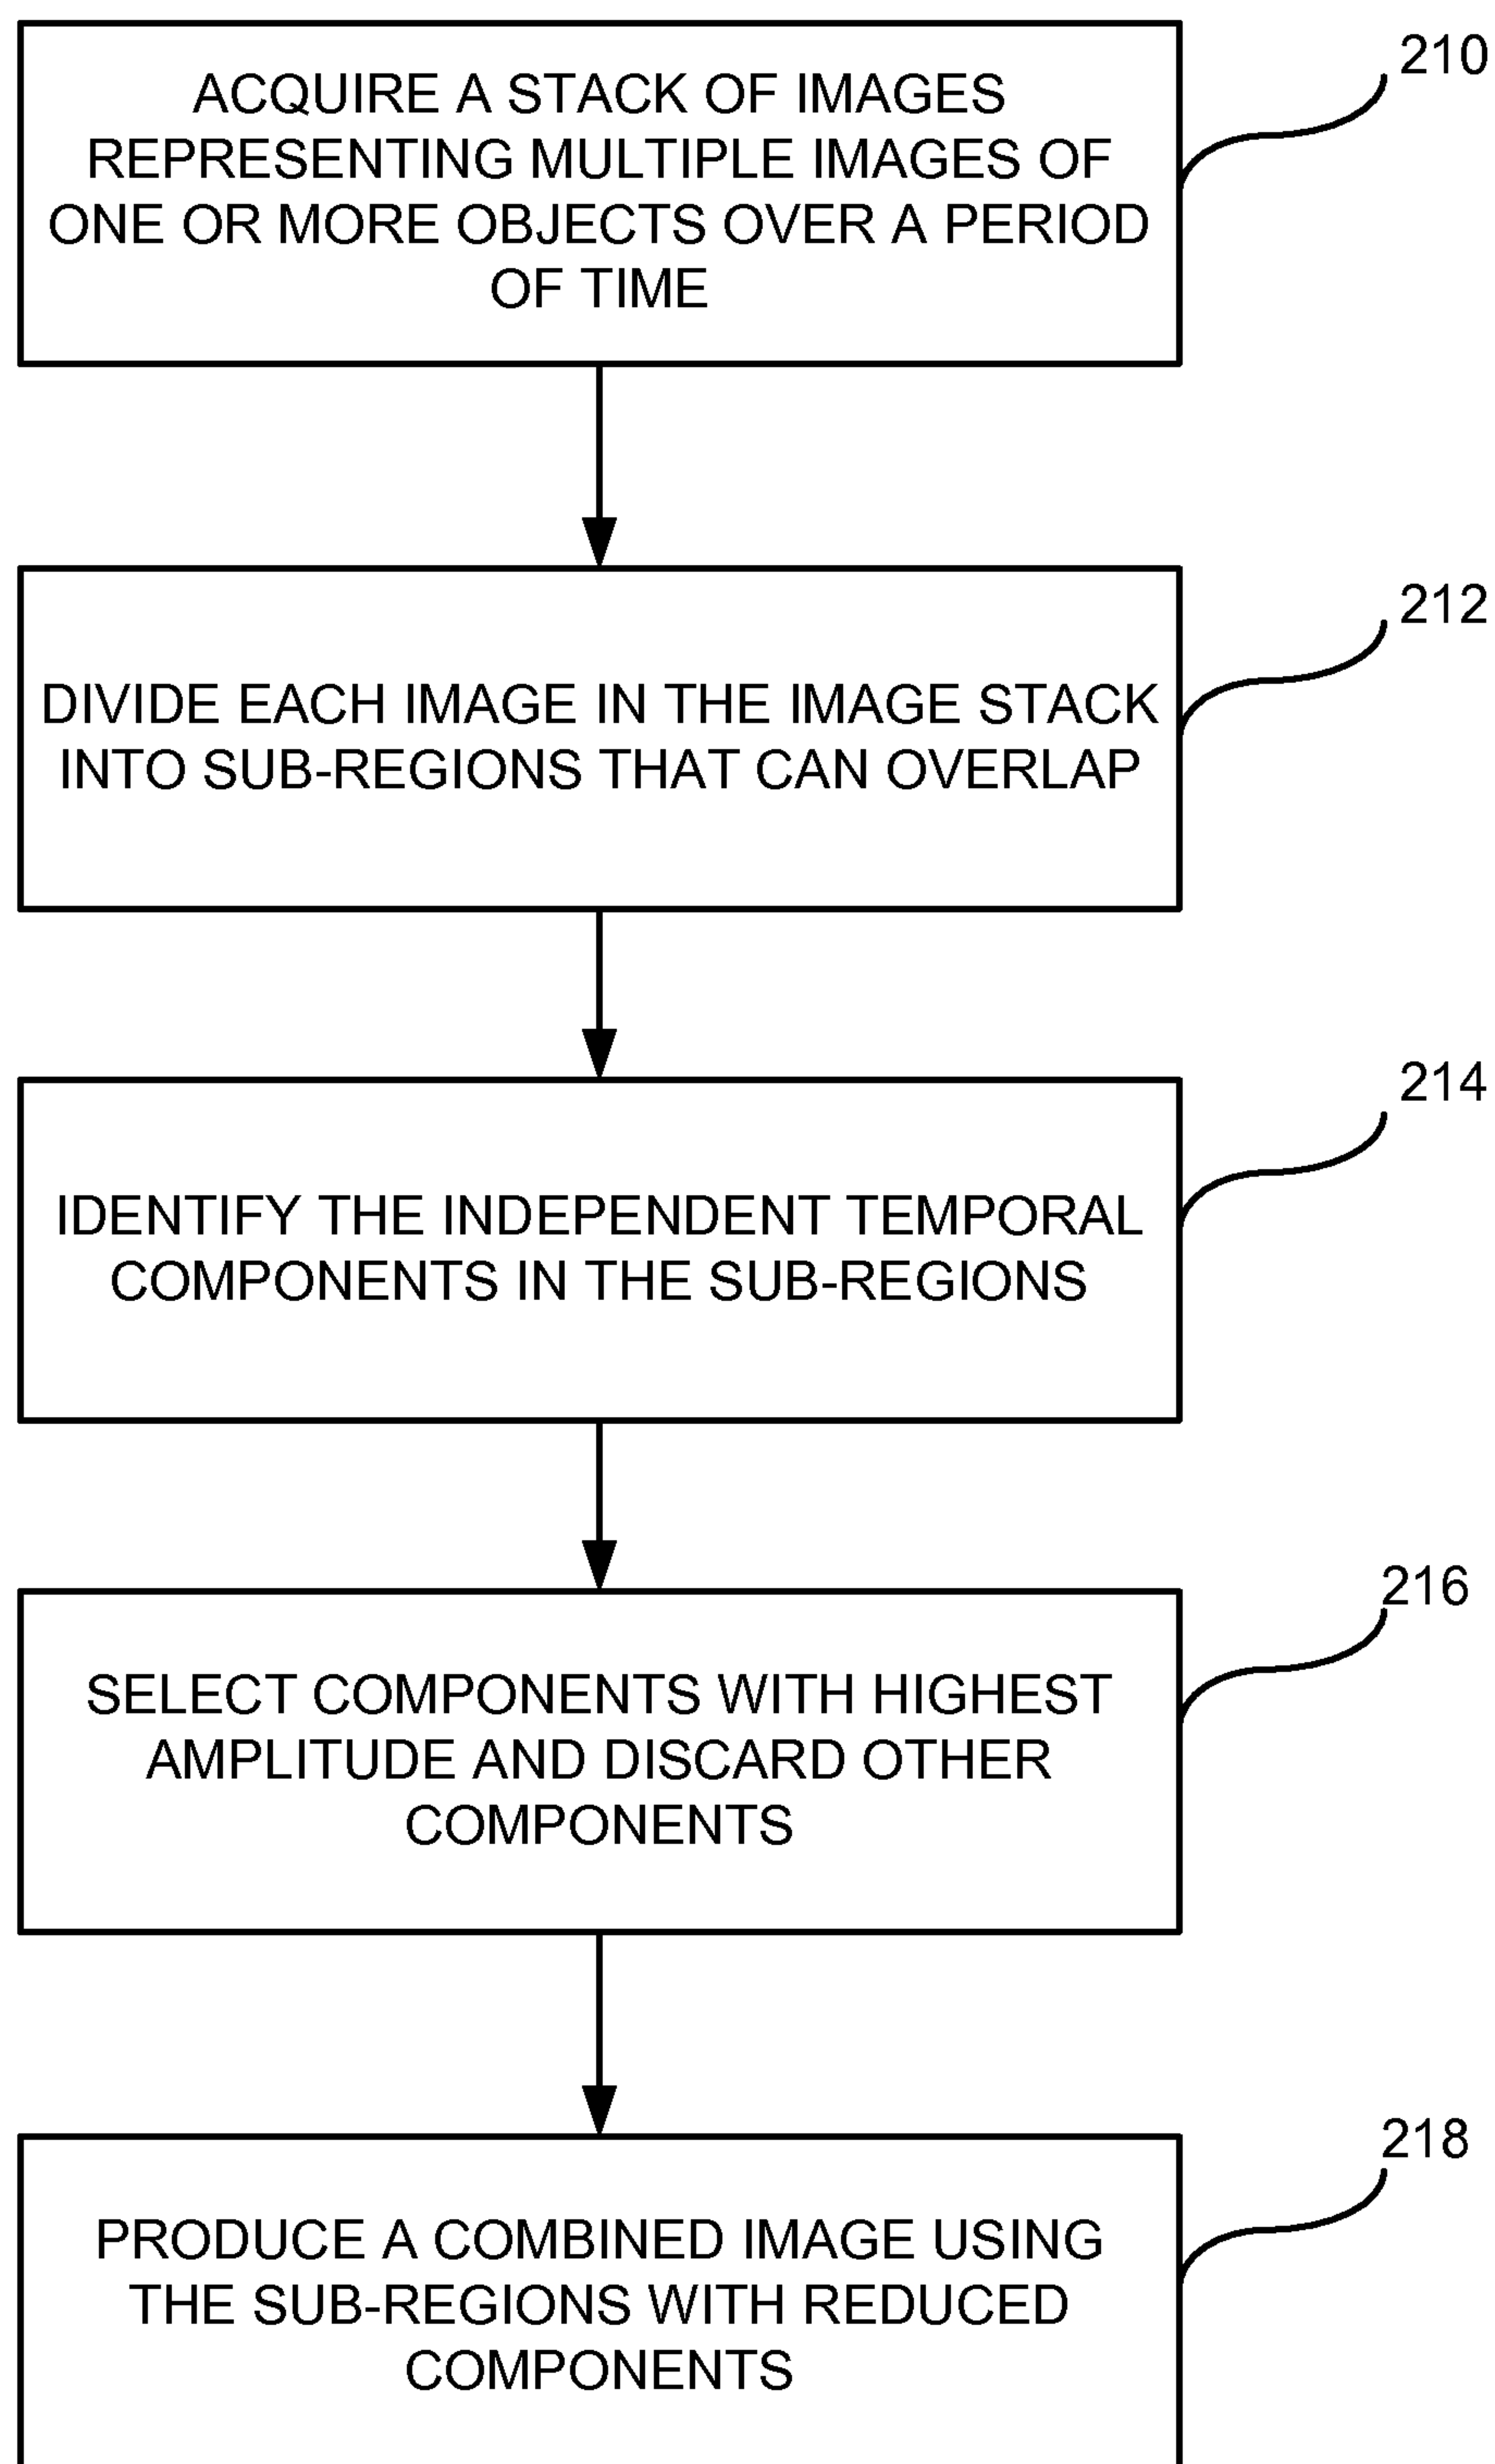 210
ACQUIRE A STACK OF IMAGES
REPRESENTING MULTIPLE IMAGES OF
ONE OR MORE OBJECTS OVER A PERIOD
OF TIME
212
DIVIDE EACH IMAGE IN THE IMAGE STACK
INTO SUB-REGIONS THAT CAN OVERLAP
214
IDENTIFY THE INDEPENDENT TEMPORAL
COMPONENTS IN THE SUB-REGIONS
216
SELECT COMPONENTS WITH HIGHEST
AMPLITUDE AND DISCARD OTHER
COMPONENTS
218
PRODUCE A COMBINED IMAGE USING
THE SUB-REGIONS WITH REDUCED
COMPONENTS